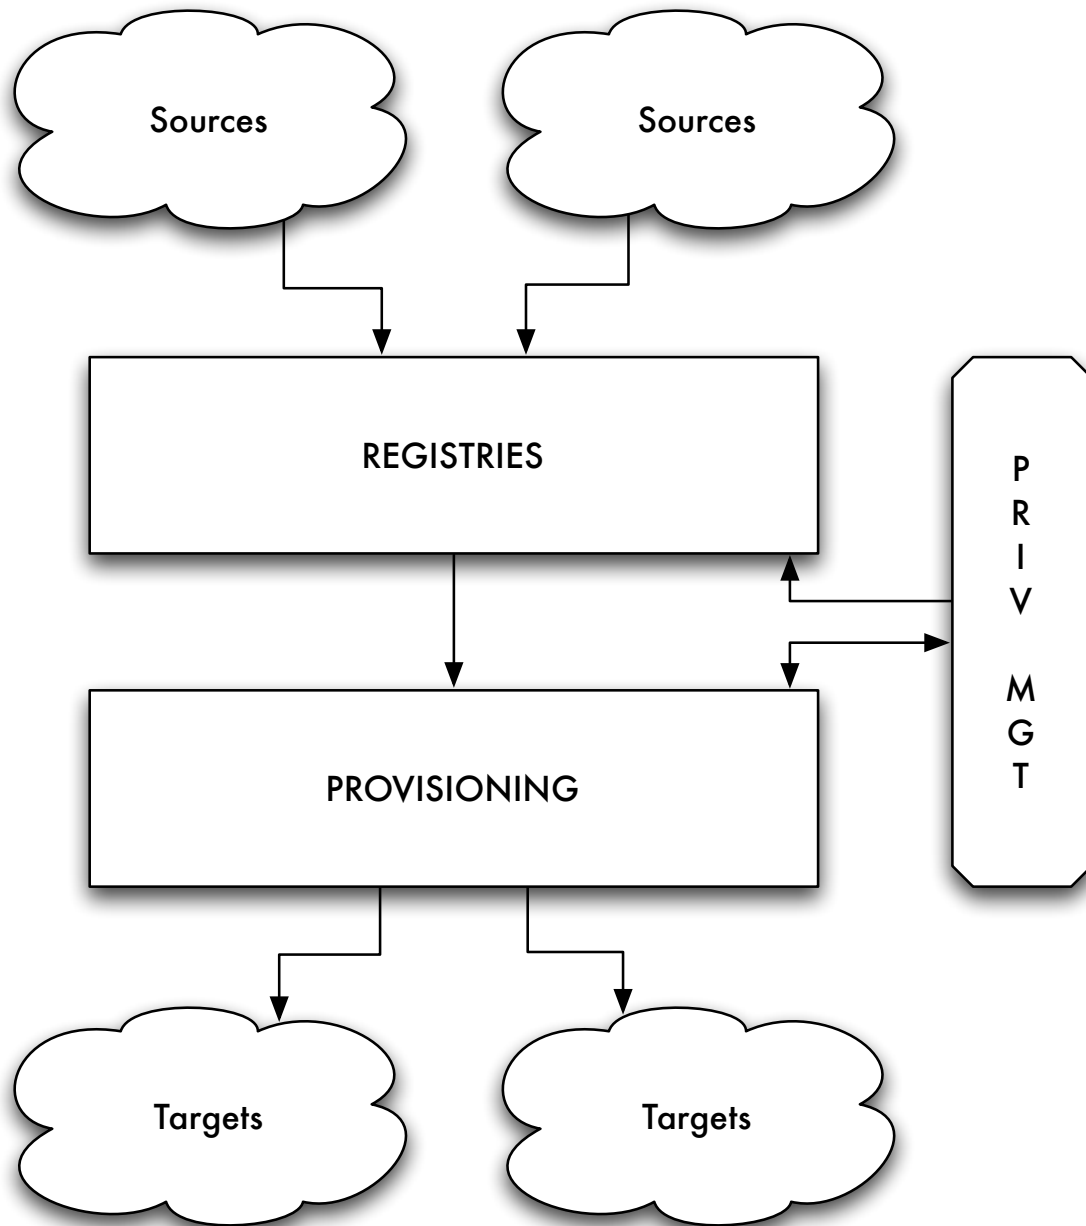 Sources
Sources
REGISTRIES
P
R
I
V
M
G
T
PROVISIONING
Targets
Targets